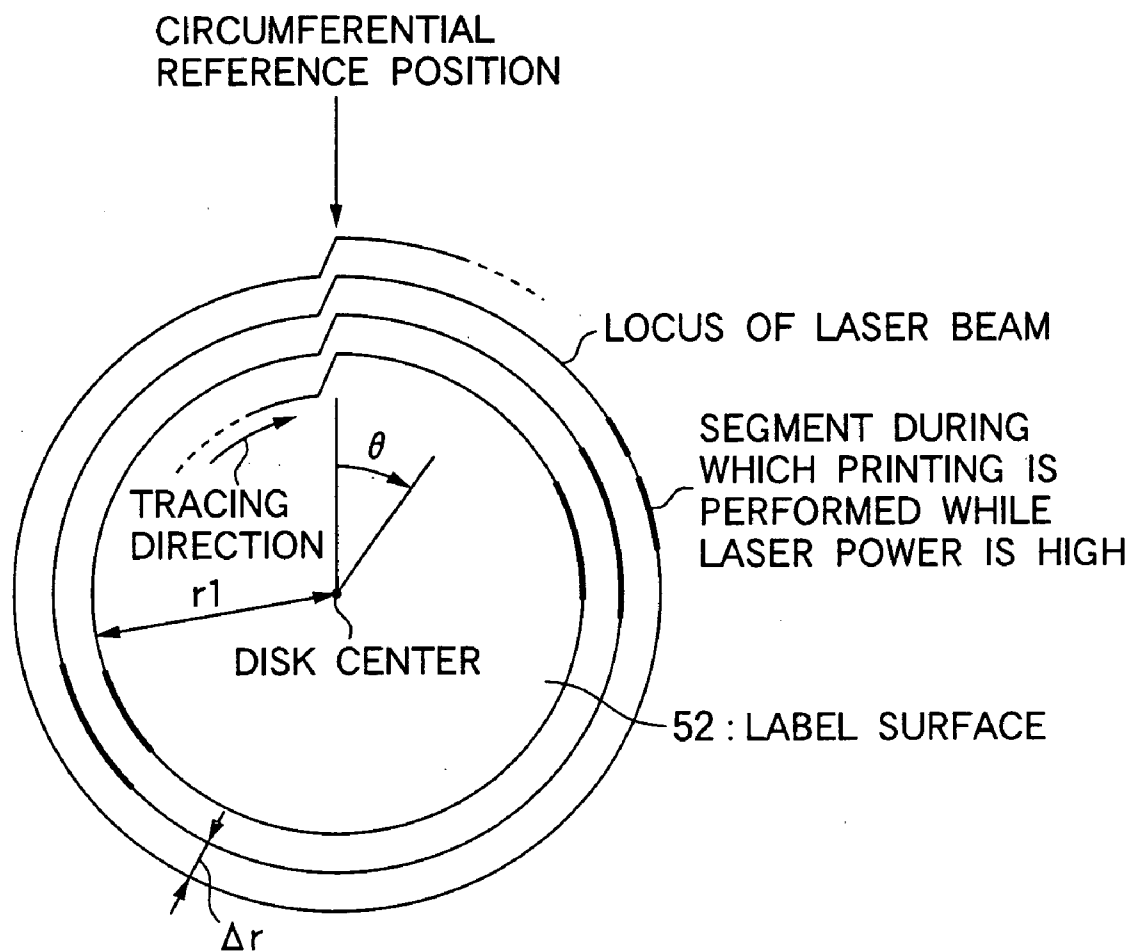 CIRCUMFERENTIAL
REFERENCE POSITION
LOCUS OF LASER BEAM
SEGMENT DURING
WHICH PRINTING IS
PERFORMED WHILE
LASER POWER IS HIGH
θ
TRACING
DIRECTION
r1
DISK CENTER
52 : LABEL SURFACE
Δr